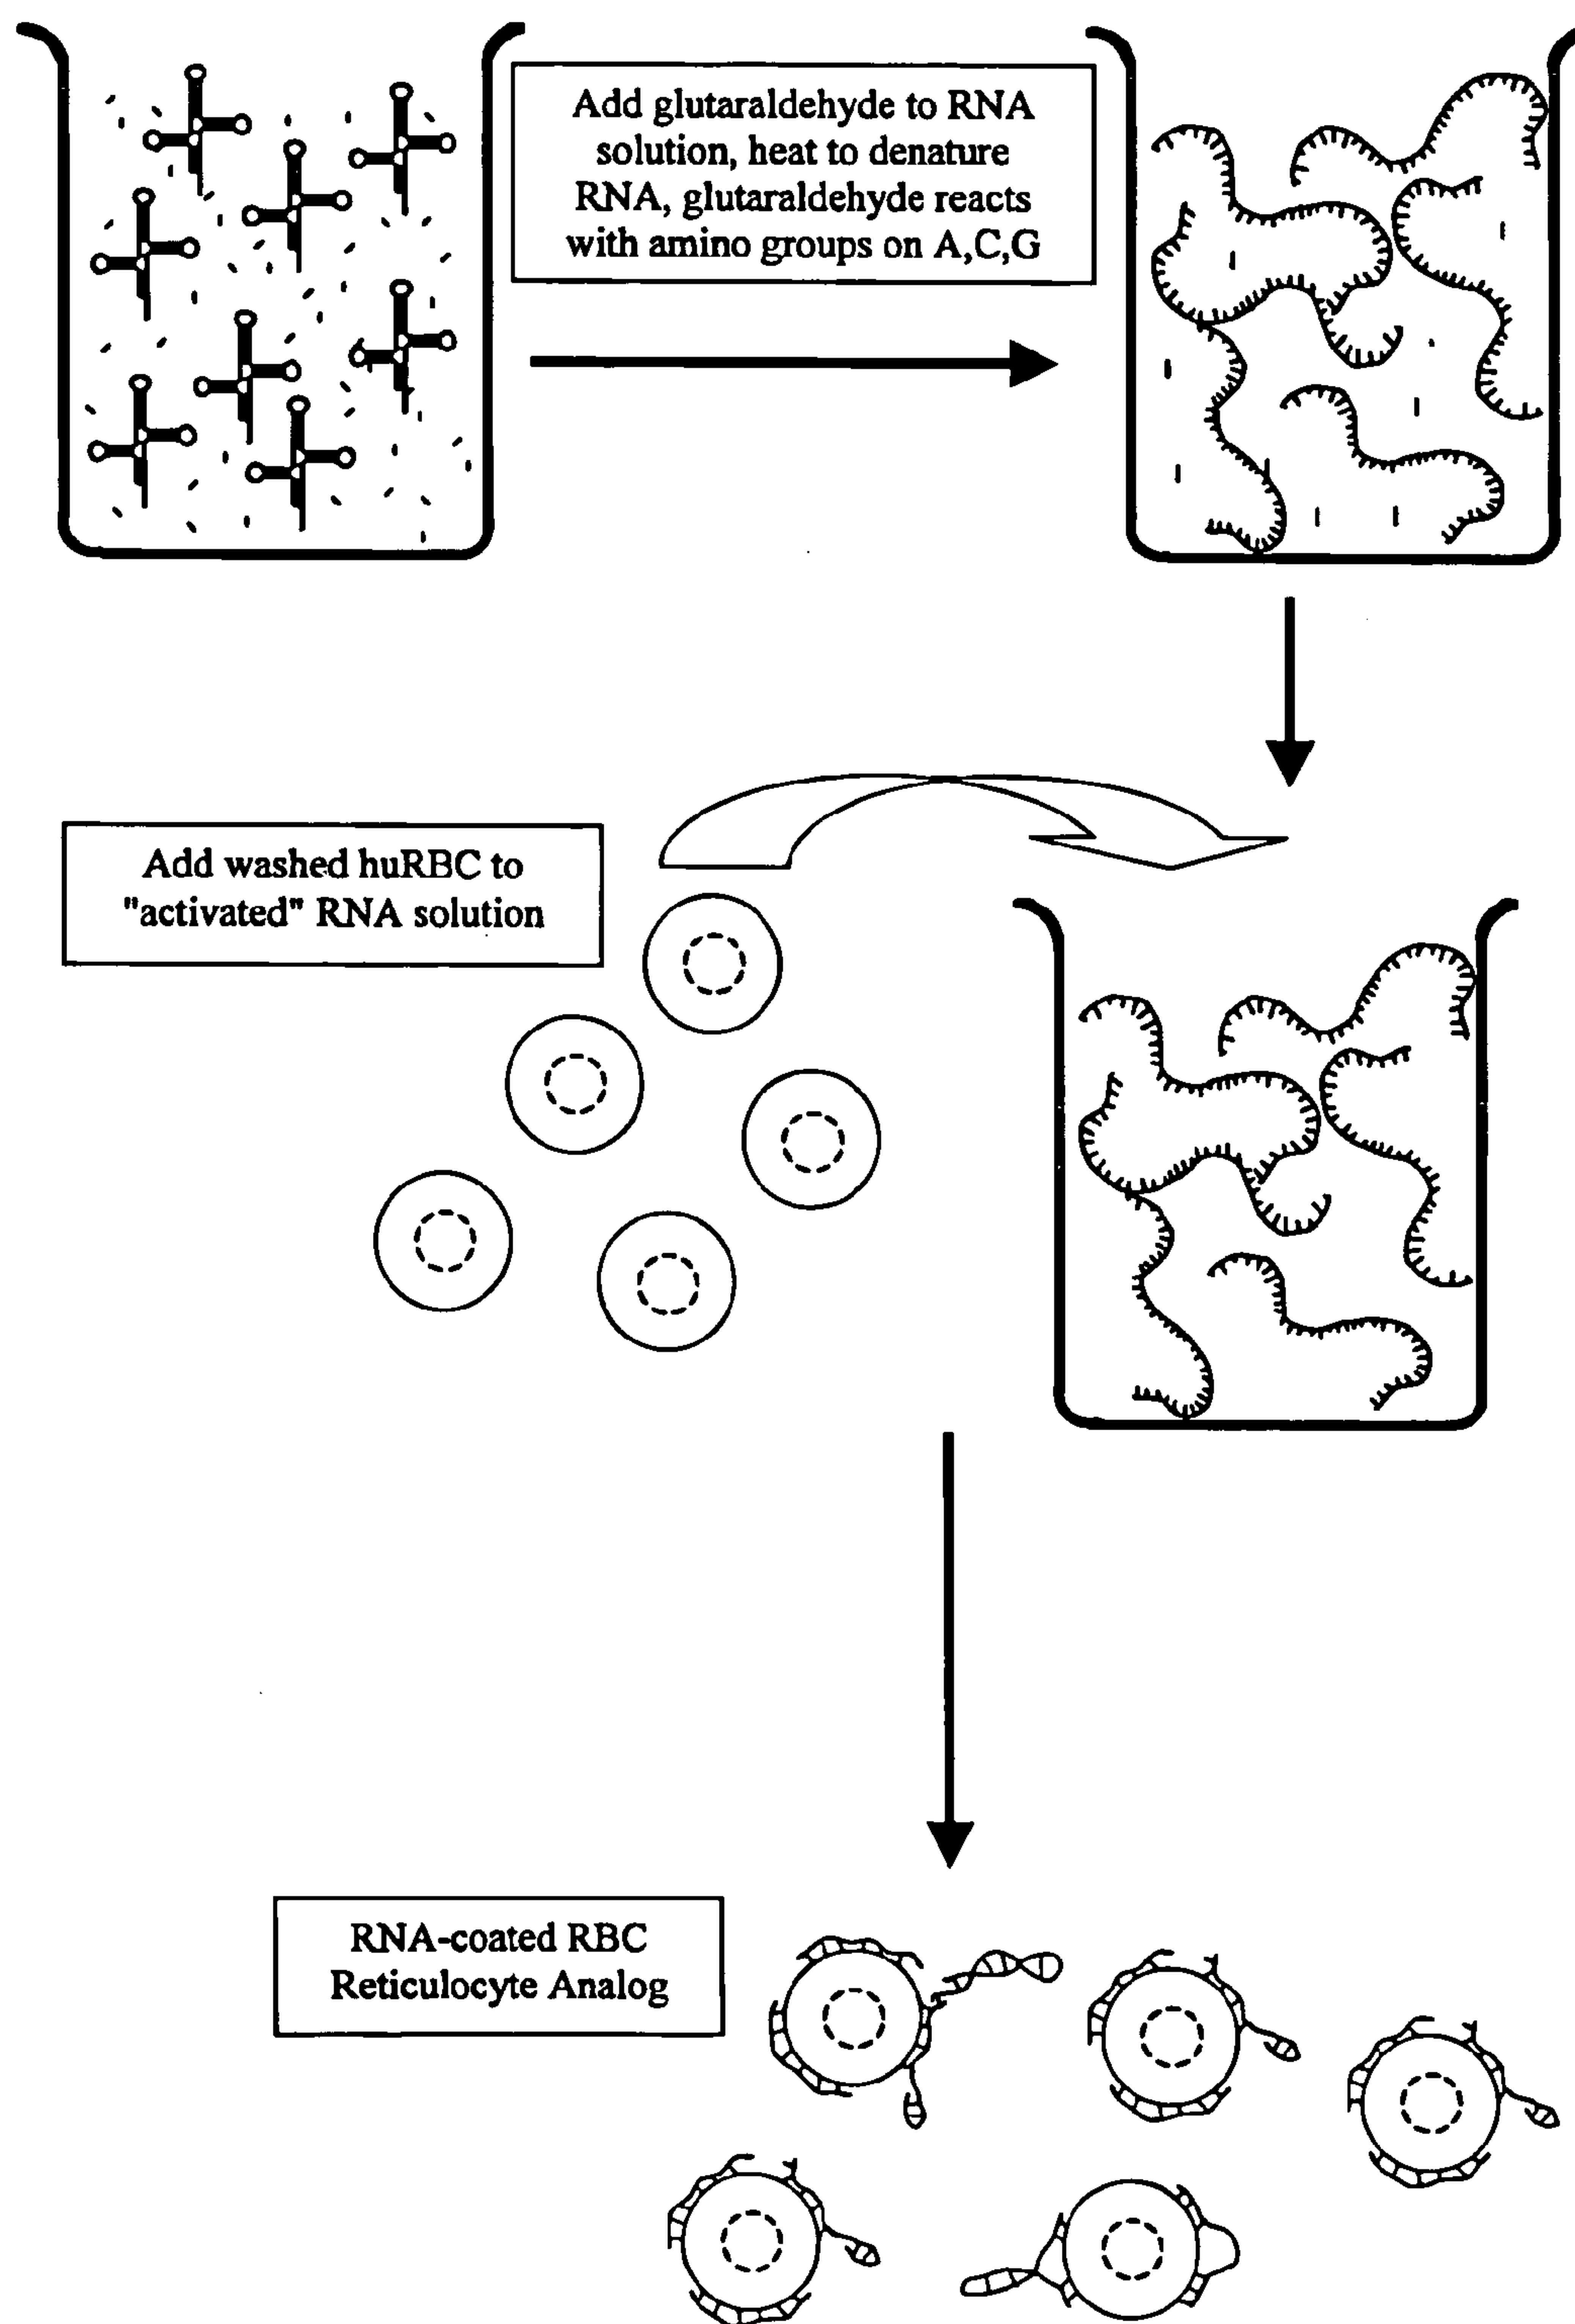 Add glutaraldehyde to RNA
solution, heat to denature
RNA, glutaraldehyde reacts
with amino groups on A,C,G
Add washed huRBC to
"activated" RNA solution
RNA-coated RBC
Reticulocyte Analog